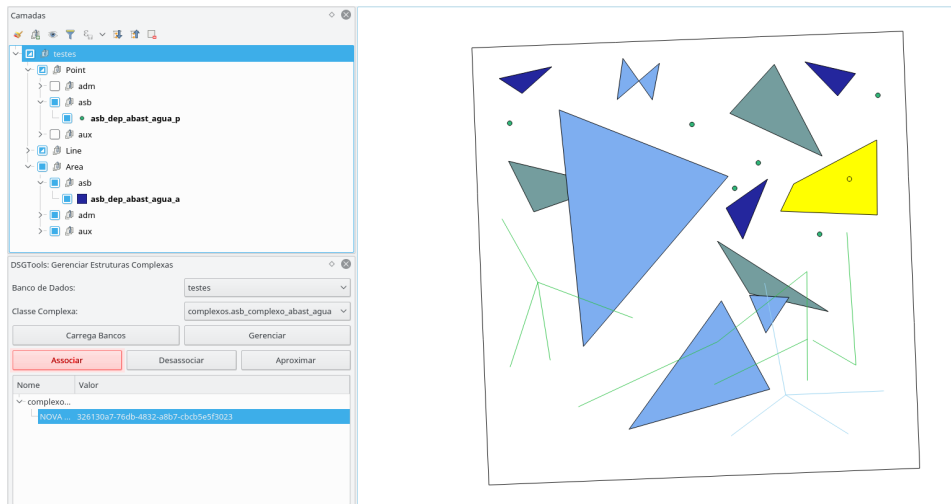 Camadas
testes
Point
adm
asb
asb_dep_abast_agua_p
aux
Line
Area
asb
asb_dep_abast_agua_a
adm
aux
DSGTools: Gerenciar Estruturas Complexas
Banco de Dados: testes
Classe Complexa: complexos.asb_complexo_abast_agua
Carrega Bancos Gerenciar
Associar Desassociar Aproximar
Nome Valor
complexo...
NOVA ... 326130a7-76db-4832-a8b7-cbcb5e5f3023